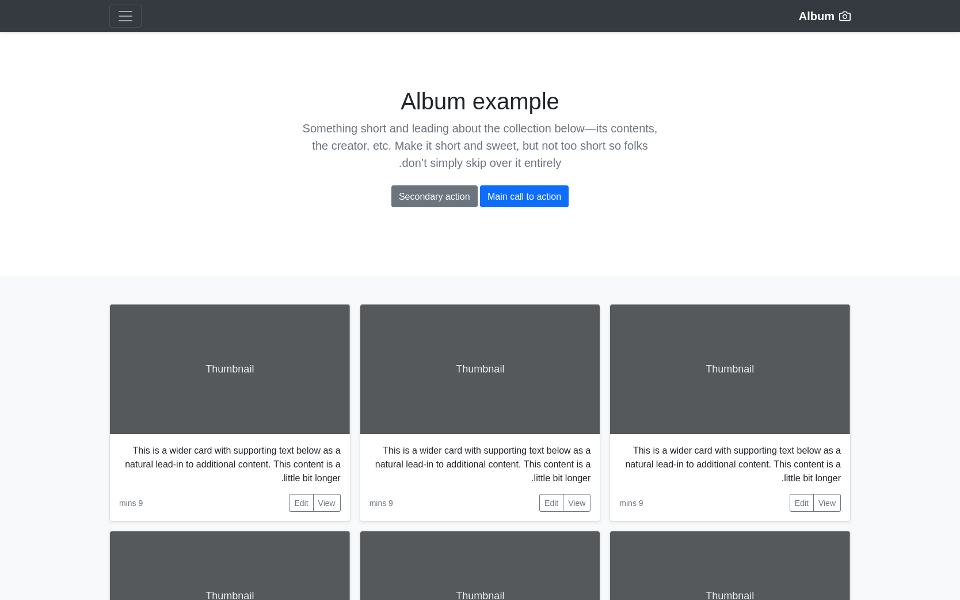 Album
Album example
Something short and leading about the collection below—its contents,
the creator, etc. Make it short and sweet, but not too short so folks
.don't simply skip over it entirely
Main call to action
Secondary action
Thumbnail
This is a wider card with supporting text below as a
natural lead-in to additional content. This content is a
.little bit longer
View
Edit
mins 9
Thumbnail
This is a wider card with supporting text below as a
natural lead-in to additional content. This content is a
.little bit longer
View
Edit
mins 9
Thumbnail
This is a wider card with supporting text below as a
natural lead-in to additional content. This content is a
.little bit longer
View
Edit
mins 9
Thumbnail
Thumbnail
Thumbnail